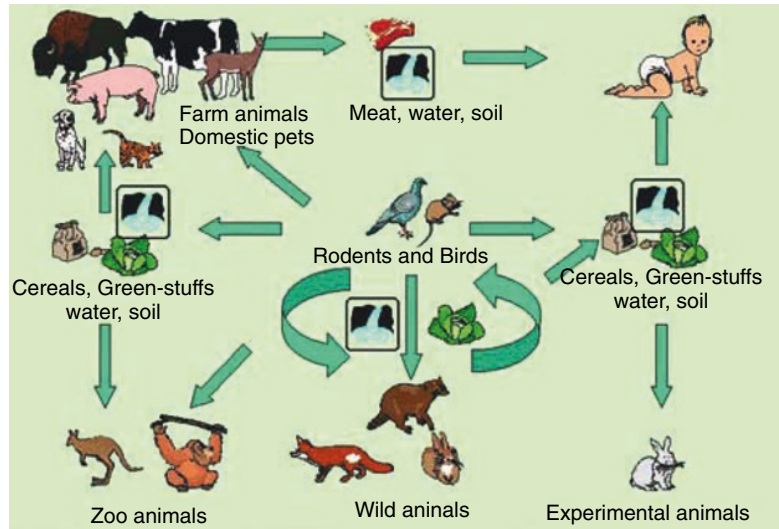 Farm animals
Domestic pets
Meat, water, soil
Rodents and Birds
Cereals, Green-stuffs
water, soil
Cereals, Green-stuffs
water, soil
Zoo animals
Wild aninals
Experimental animals